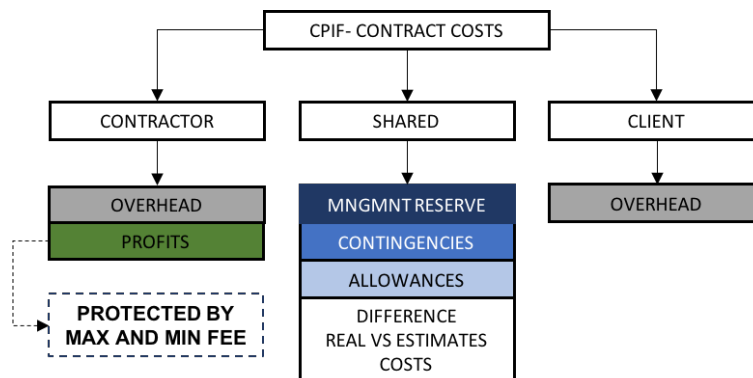 CPIF- CONTRACT COSTS
CONTRACTOR
SHARED
CLIENT
OVERHEAD
PROFITS
PROTECTED BY
MAX AND MIN FEE
MNGMNT RESERVE
CONTINGENCIES
ALLOWANCES
DIFFERENCE
REAL VS ESTIMATES
COSTS
OVERHEAD